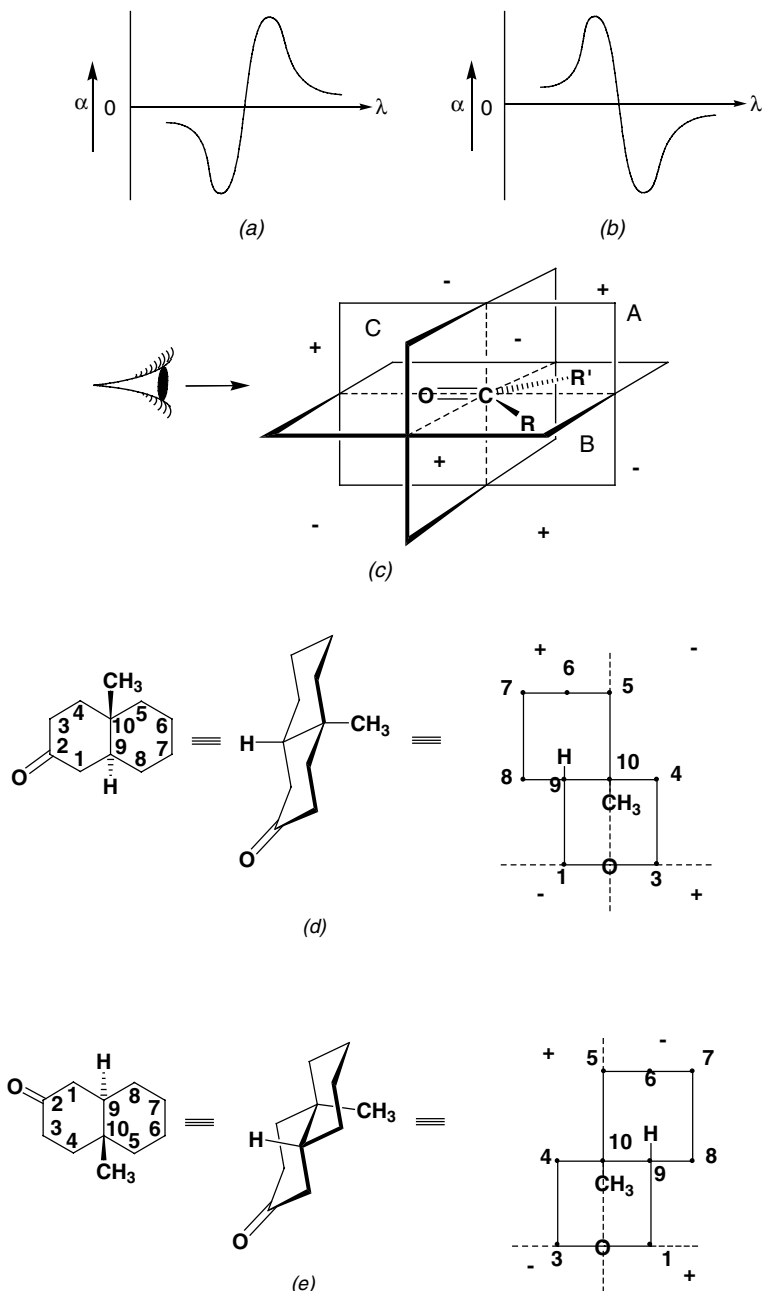 α 0 λ
α 0 λ
(a)
(b)
- +
C A
+ -
O C R'
R
B
+ -
- +
(c)
CH3
4 5
3 10 6
2 9 7
1 8
O
H
H CH3
O
+ -
6
7 5
H
10
8 9 4
CH3
O
1 3
- +
(d)
H
O 1 8
2 9 7
10
3 6
4 5
CH3
CH3
H
O
+ -
5 7
6
10 H
4 8
CH3 9
O
3 1
- +
(e)